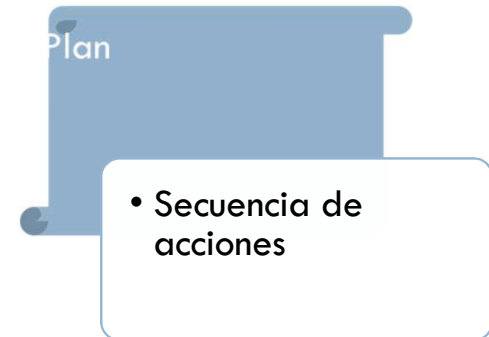 Plan
• Secuencia de
acciones